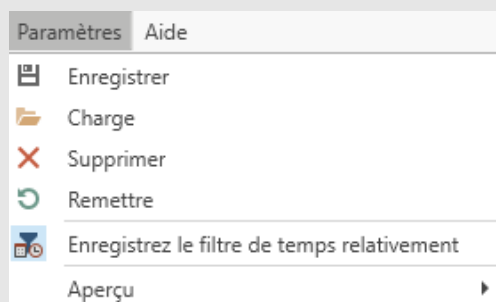 Paramètres Aide
Enregistrer
Charge
Supprimer
Remettre
Enregistrez le filtre de temps relativement
Aperçu